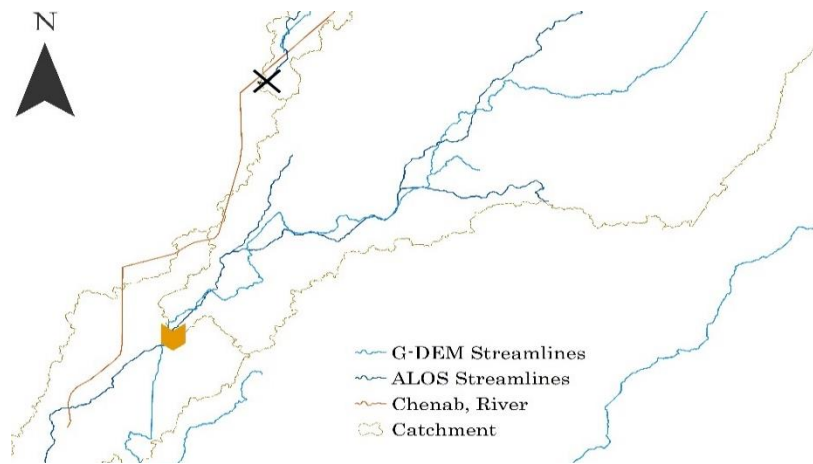 N
G-DEM Streamlines
ALOS Streamlines
Chenab, River
Catchment